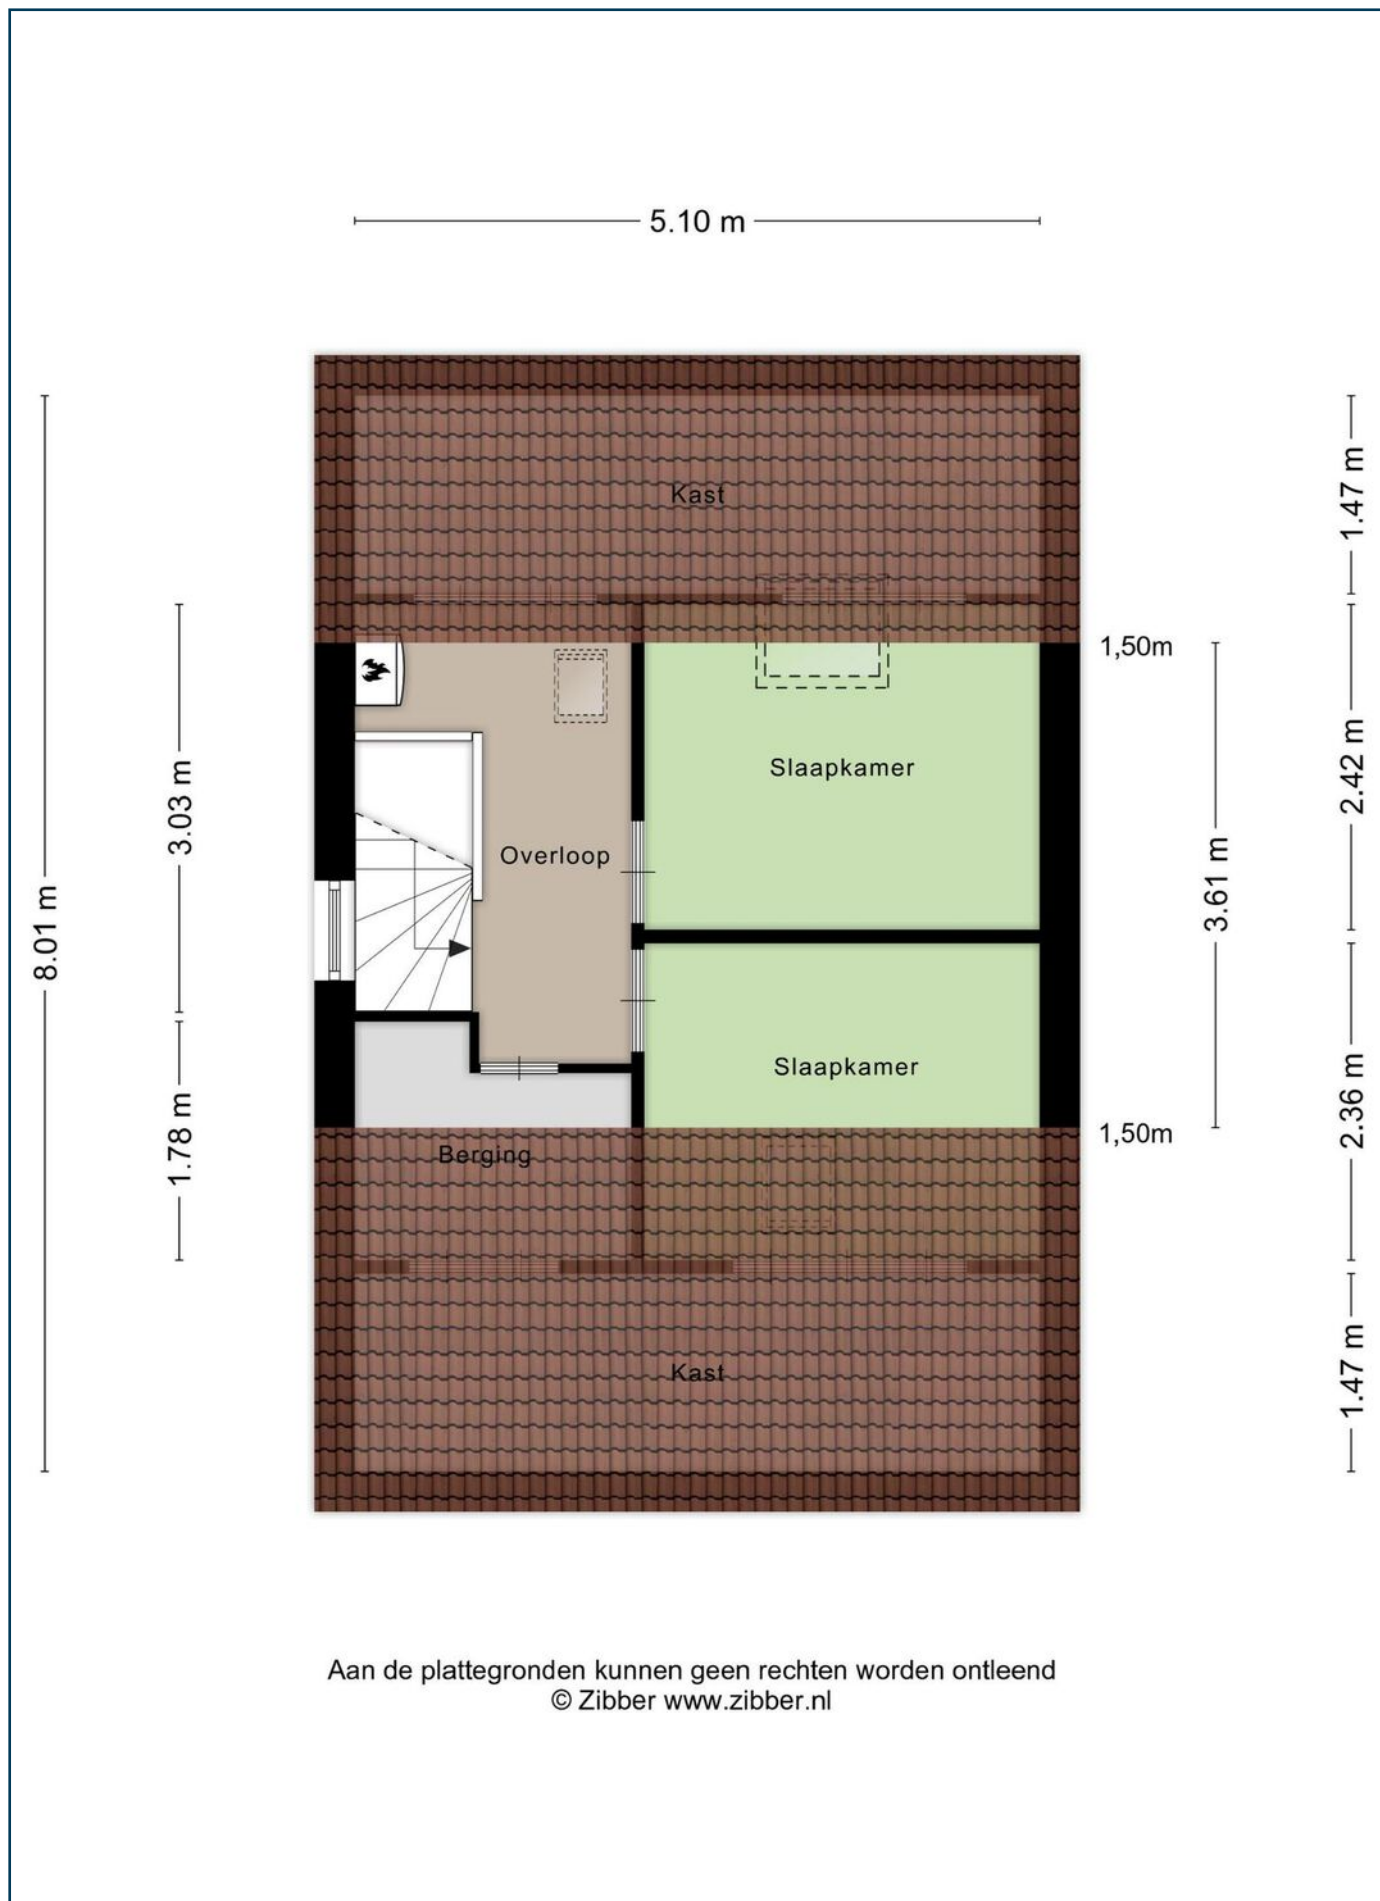 5.10 m
Kast
1.47 m
1,50m
Slaapkamer
2.42 m
3.03 m
Overloop
3.61 m
8.01 m
Slaapkamer
2.36 m
1,50m
1.78 m
Berging
Kast
1.47 m
Aan de plattegronden kunnen geen rechten worden ontleend
© Zibber www.zibber.nl